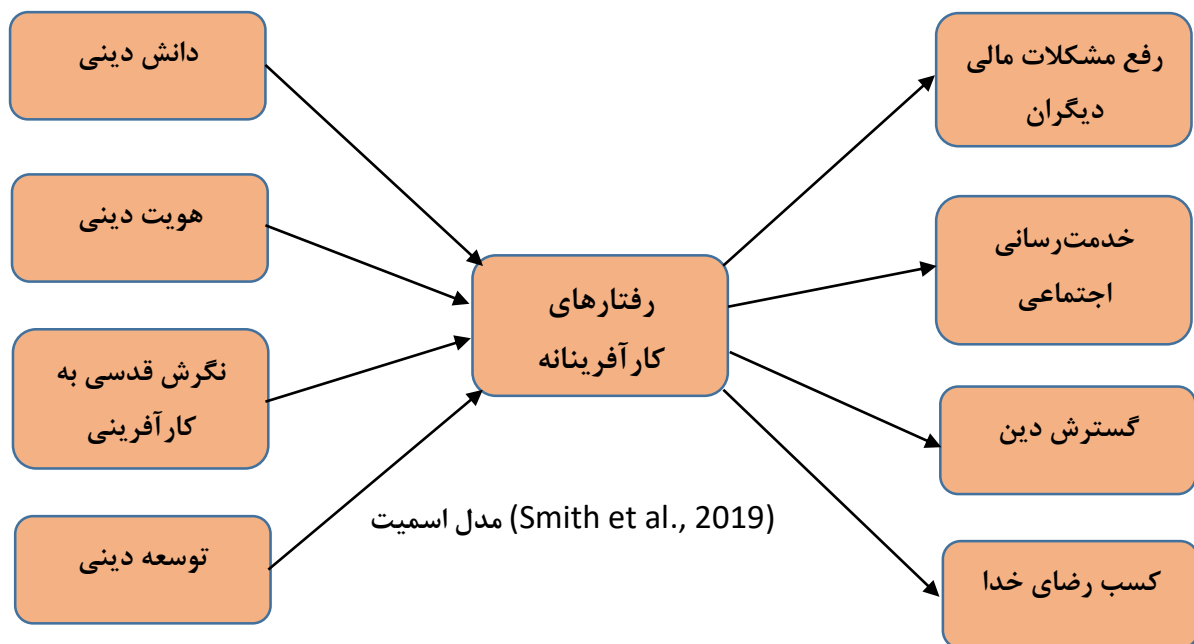 دانش دینی
هویت دینی
نگرش قدسی به
کارآفرینی
توسعه دینی
رفتارهای
کارآفرینانه
رفع مشکلات مالی
دیگران
خدمت‌رسانی
اجتماعی
گسترش دین
کسب رضای خدا
مدل اسمیت (Smith et al., 2019)